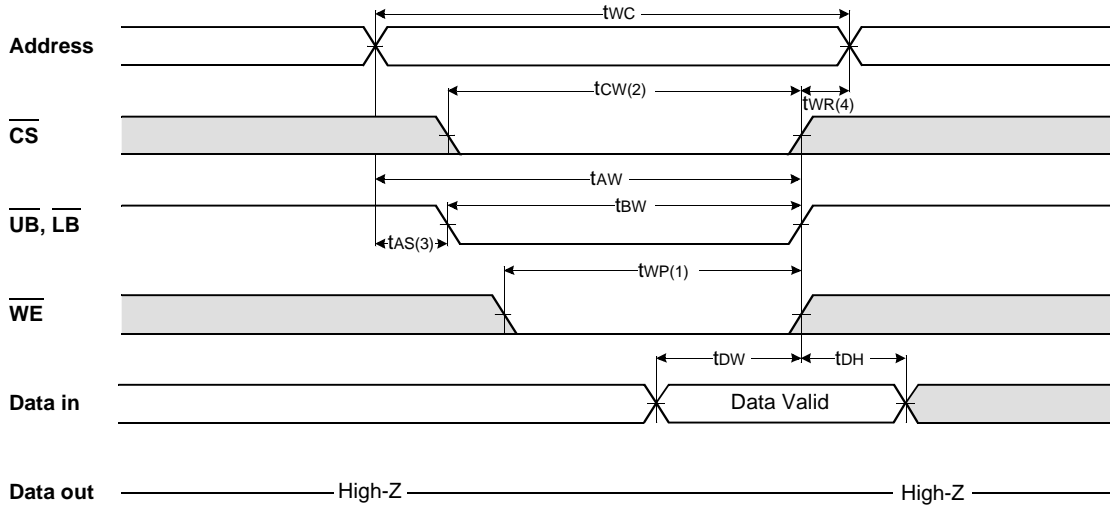 tWC
Address
tCW(2)
tWR(4)
CS
tAW
UB, LB
tBW
tAS(3)
tWP(1)
WE
tDW
tDH
Data in
Data Valid
Data out
High-Z
High-Z